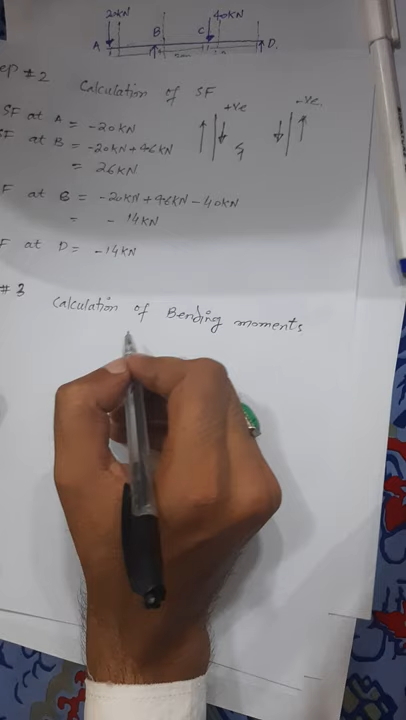 20KN 40KN
A B C D
5m
EP #2 Calculation of SF
SF at A = -20KN
SF at B = -20KN+46KN
= 26KN
+ve -ve
F at C = -20KN+46KN-40KN
= -14KN
F at D = -14KN
#3 Calculation of Bending moments